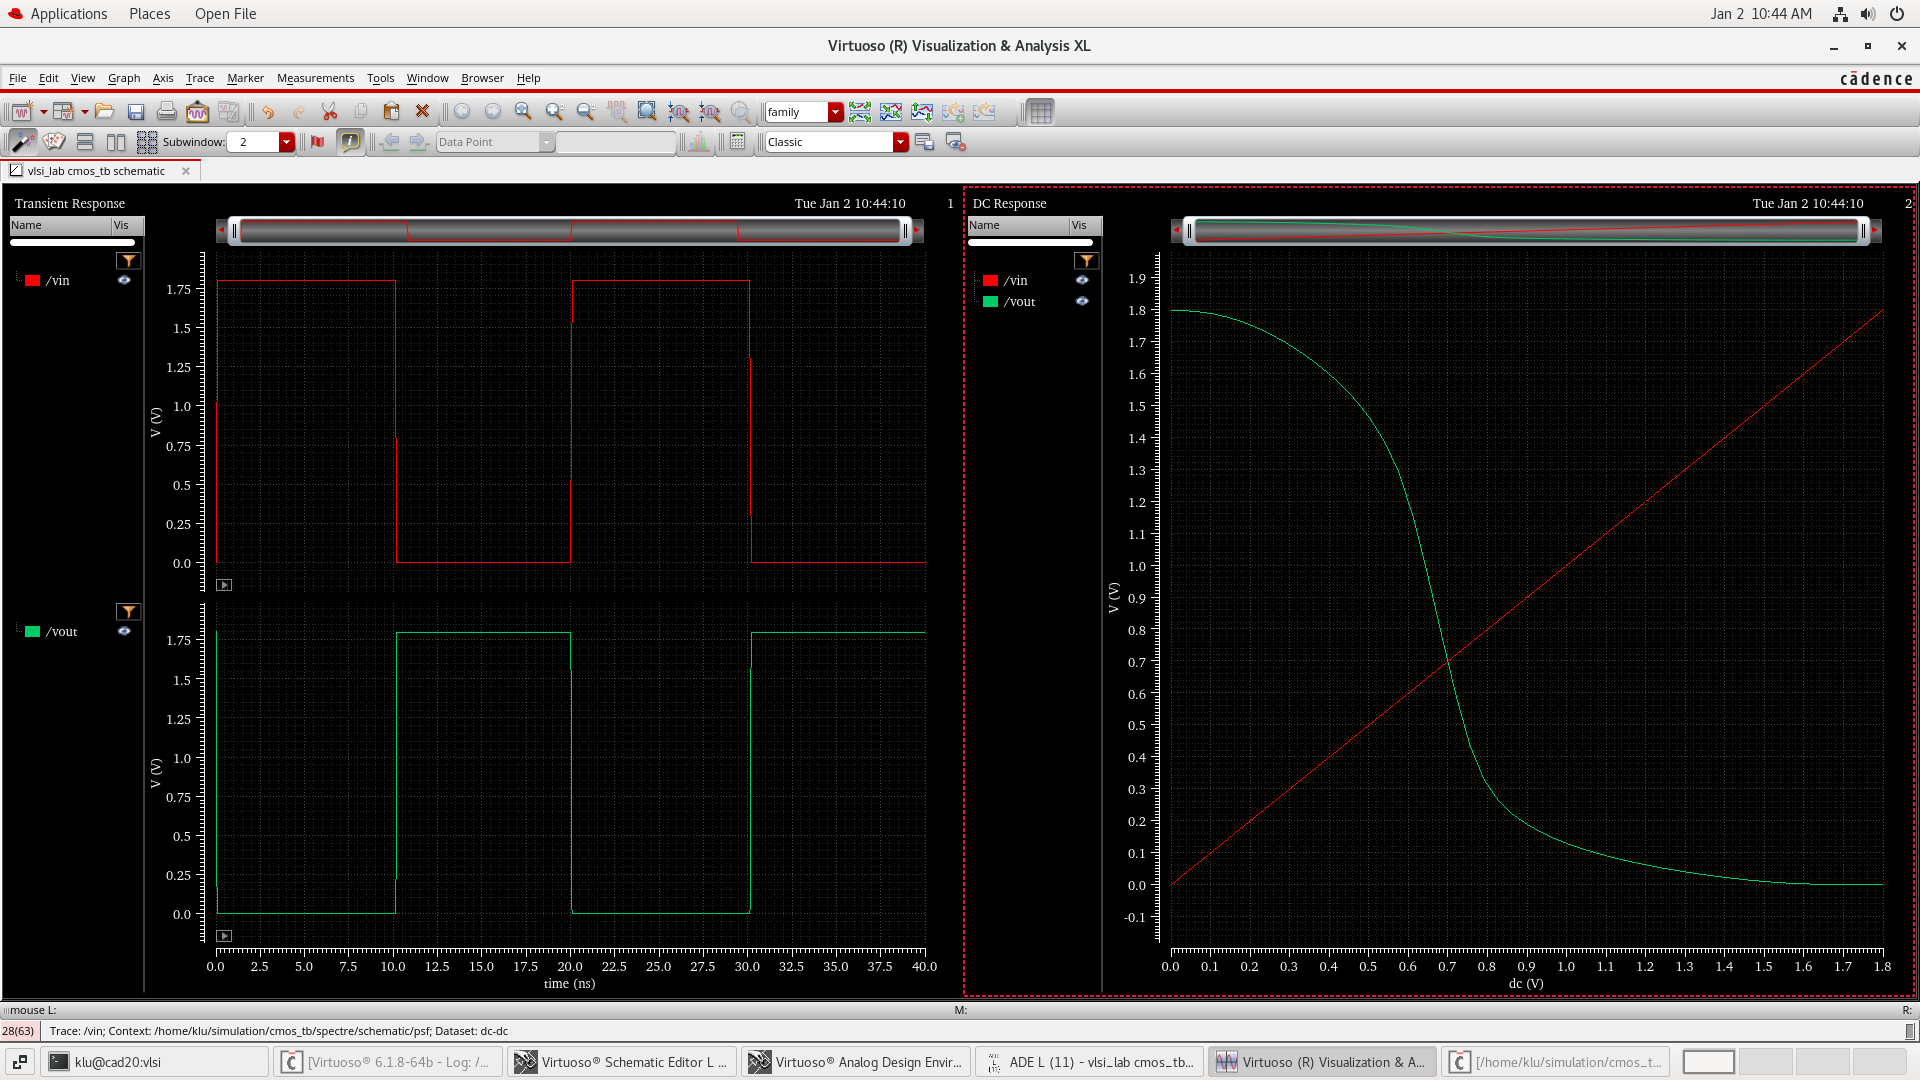 Applications Places Open File Jan 2 10:44 AM
Virtuoso (R) Visualization & Analysis XL
File Edit View Graph Axis Trace Marker Measurements Tools Window Browser Help cādence
family
Subwindow: 2 Data Point Classic
vlsi_lab cmos_tb schematic
Transient Response Tue Jan 2 10:44:10 1
Name Vis
/vin
1.75
1.5
1.25
1.0
0.75
0.5
0.25
0.0
V (V)
/vout
1.75
1.5
1.25
1.0
0.75
0.5
0.25
0.0
V (V)
0.0 2.5 5.0 7.5 10.0 12.5 15.0 17.5 20.0 22.5 25.0 27.5 30.0 32.5 35.0 37.5 40.0
time (ns)
DC Response Tue Jan 2 10:44:10 2
Name Vis
/vin
/vout
1.9
1.8
1.7
1.6
1.5
1.4
1.3
1.2
1.1
1.0
0.9
0.8
0.7
0.6
0.5
0.4
0.3
0.2
0.1
0.0
-0.1
V (V)
0.0 0.1 0.2 0.3 0.4 0.5 0.6 0.7 0.8 0.9 1.0 1.1 1.2 1.3 1.4 1.5 1.6 1.7 1.8
dc (V)
mouse L: M: R:
28(63) Trace: /vin; Context: /home/klu/simulation/cmos_tb/spectre/schematic/psf; Dataset: dc-dc
klu@cad20:vlsi [Virtuoso® 6.1.8-64b - Log: /... Virtuoso® Schematic Editor L ... Virtuoso® Analog Design Envir... ADE L (11) - vlsi_lab cmos_tb... Virtuoso (R) Visualization & A... [/home/klu/simulation/cmos_t...